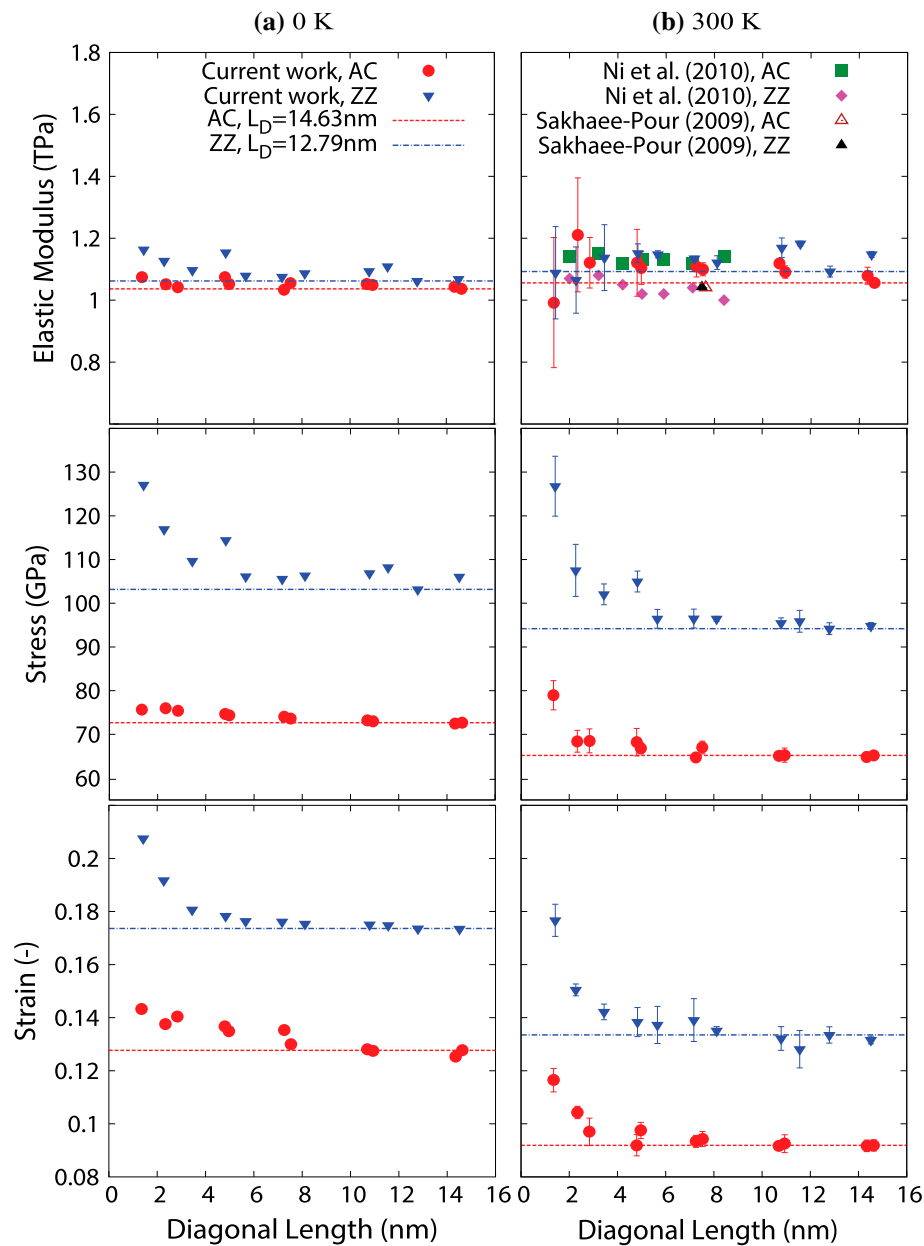 (a) 0 K
(b) 300 K
Elastic Modulus (TPa)
1.8
1.6
1.4
1.2
1
0.8
Current work, AC
Current work, ZZ
AC, L_D=14.63nm
ZZ, L_D=12.79nm
Ni et al. (2010), AC
Ni et al. (2010), ZZ
Sakhaee-Pour (2009), AC
Sakhaee-Pour (2009), ZZ
Stress (GPa)
130
120
110
100
90
80
70
60
Strain (-)
0.2
0.18
0.16
0.14
0.12
0.1
0.08
0 2 4 6 8 10 12 14 16
0 2 4 6 8 10 12 14 16
Diagonal Length (nm)
Diagonal Length (nm)